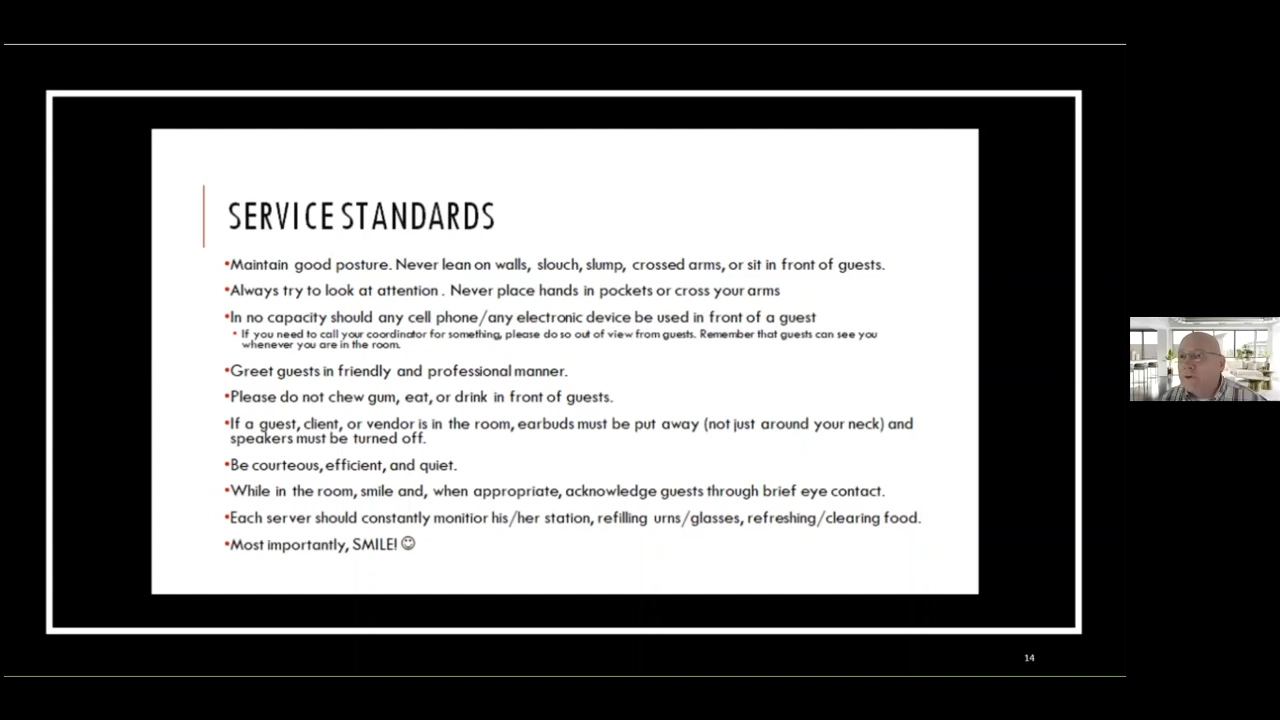 SERVICE STANDARDS
•Maintain good posture. Never lean on walls, slouch, slump, crossed arms, or sit in front of guests.
•Always try to look at attention . Never place hands in pockets or cross your arms
•In no capacity should any cell phone/any electronic device be used in front of a guest
• If you need to call your coordinator for something, please do so out of view from guests. Remember that guests can see you
whenever you are in the room.
•Greet guests in friendly and professional manner.
•Please do not chew gum, eat, or drink in front of guests.
•If a guest, client, or vendor is in the room, earbuds must be put away (not just around your neck) and
speakers must be turned off.
•Be courteous, efficient, and quiet.
•While in the room, smile and, when appropriate, acknowledge guests through brief eye contact.
•Each server should constantly monitior his/her station, refilling urns/glasses, refreshing/clearing food.
•Most importantly, SMILE! ☺
14